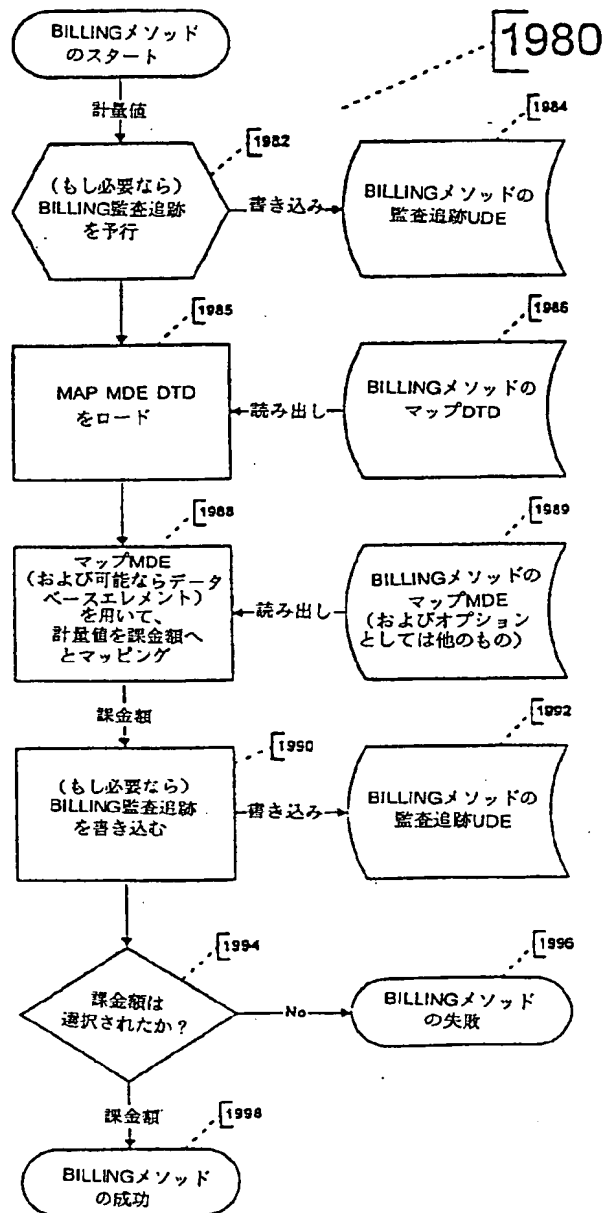 BILLINGメソッド
のスタート
1980
計量値
1982
1984
(もし必要なら)
BILLING監査追跡
を予行
書き込み
BILLINGメソッドの
監査追跡UDE
1985
1986
MAP MDE DTD
をロード
読み出し
BILLINGメソッドの
マップDTD
1988
1989
マップMDE
(および可能ならデータ
ベースエレメント)
を用いて、
計量値を課金額へ
とマッピング
読み出し
BILLINGメソッドの
マップMDE
(およびオプション
としては他のもの)
課金額
1990
1992
(もし必要なら)
BILLING監査追跡
を書き込む
書き込み
BILLINGメソッドの
監査追跡UDE
1994
1996
課金額は
選択されたか?
No
BILLINGメソッド
の失敗
課金額
1998
BILLINGメソッド
の成功